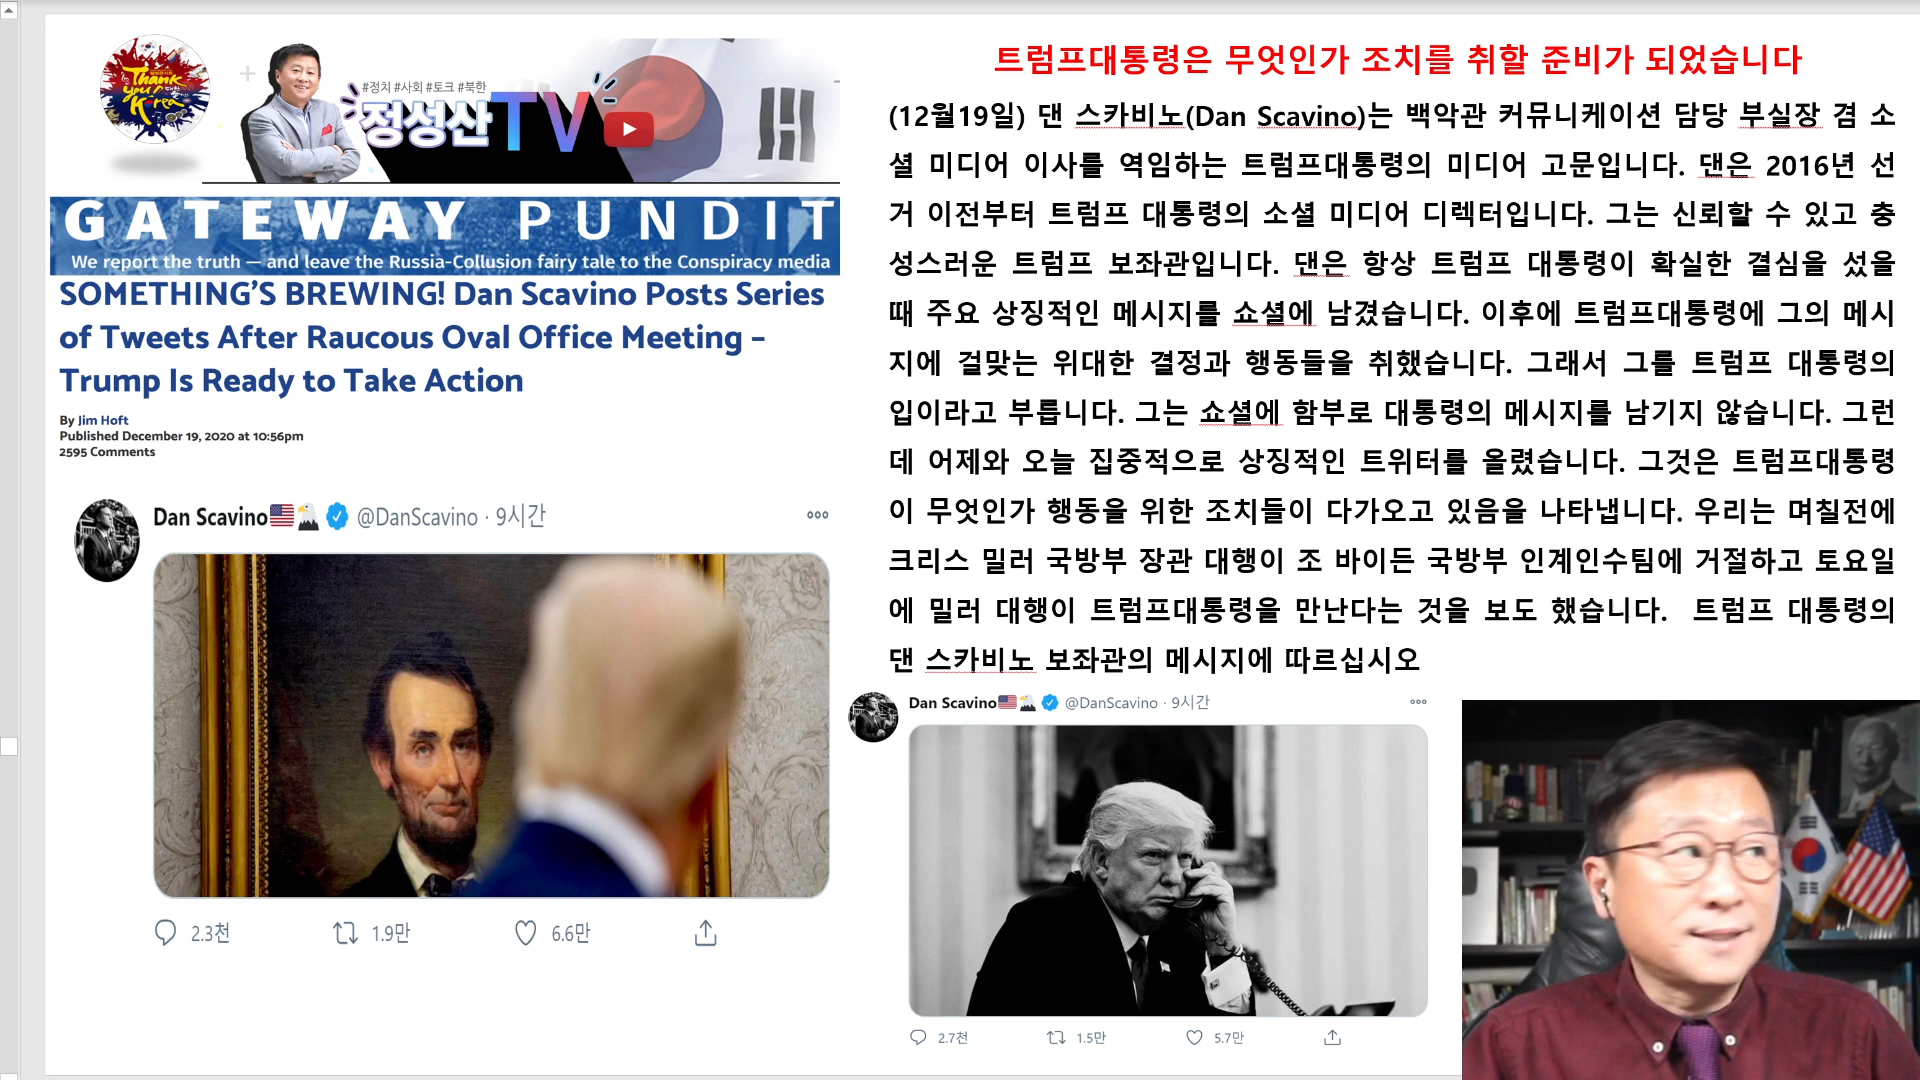 Thank you Korea
#정치 #사회 #토크 #북한
정성산TV
GATEWAY PUNDIT
We report the truth — and leave the Russia-Collusion fairy tale to the Conspiracy media
SOMETHING'S BREWING! Dan Scavino Posts Series
of Tweets After Raucous Oval Office Meeting –
Trump Is Ready to Take Action
By Jim Hoft
Published December 19, 2020 at 10:56pm
2595 Comments
Dan Scavino @DanScavino · 9시간
2.3천 1.9만 6.6만
트럼프대통령은 무엇인가 조치를 취할 준비가 되었습니다
(12월19일) 댄 스카비노(Dan Scavino)는 백악관 커뮤니케이션 담당 부실장 겸 소
셜 미디어 이사를 역임하는 트럼프대통령의 미디어 고문입니다. 댄은 2016년 선
거 이전부터 트럼프 대통령의 소셜 미디어 디렉터입니다. 그는 신뢰할 수 있고 충
성스러운 트럼프 보좌관입니다. 댄은 항상 트럼프 대통령이 확실한 결심을 섰을
때 주요 상징적인 메시지를 쇼셜에 남겼습니다. 이후에 트럼프대통령에 그의 메시
지에 걸맞는 위대한 결정과 행동들을 취했습니다. 그래서 그를 트럼프 대통령의
입이라고 부릅니다. 그는 쇼셜에 함부로 대통령의 메시지를 남기지 않습니다. 그런
데 어제와 오늘 집중적으로 상징적인 트위터를 올렸습니다. 그것은 트럼프대통령
이 무엇인가 행동을 위한 조치들이 다가오고 있음을 나타냅니다. 우리는 며칠전에
크리스 밀러 국방부 장관 대행이 조 바이든 국방부 인계인수팀에 거절하고 토요일
에 밀러 대행이 트럼프대통령을 만난다는 것을 보도 했습니다. 트럼프 대통령의
댄 스카비노 보좌관의 메시지에 따르십시오
Dan Scavino @DanScavino · 9시간
2.7천 1.5만 5.7만